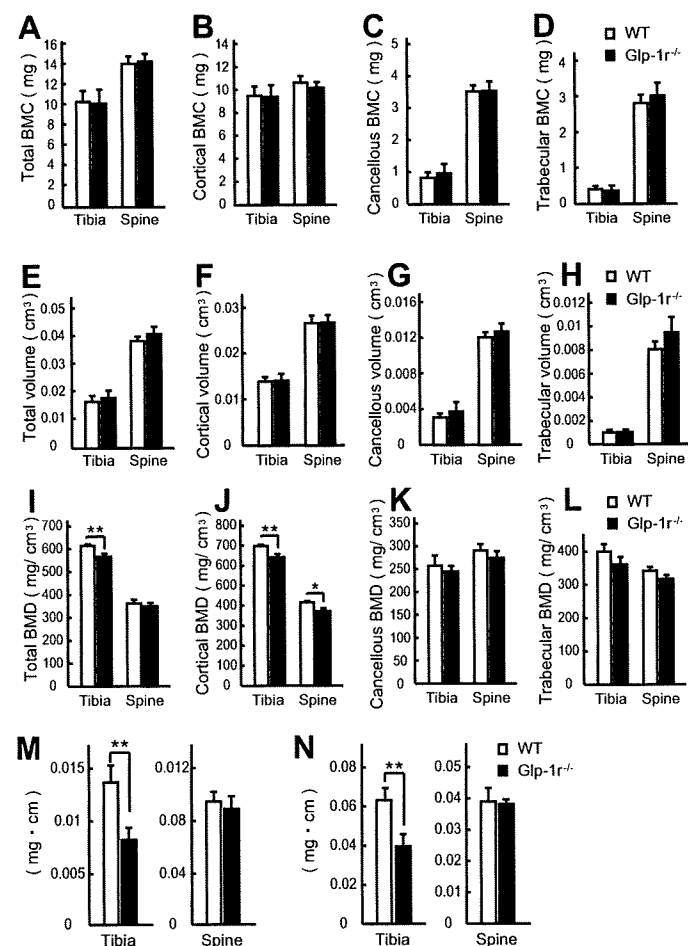 A
Total BMC ( mg )
16
14
12
10
8
6
4
2
0
Tibia Spine
B
Cortical BMC ( mg )
14
12
10
8
6
4
2
0
Tibia Spine
C
Cancellous BMC ( mg )
5
4
3
2
1
0
Tibia Spine
D
WT
Glp-1r-/-
Trabecular BMC ( mg )
4
3
2
1
0
Tibia Spine
E
Total volume ( cm³ )
0.05
0.04
0.03
0.02
0.01
0
Tibia Spine
F
Cortical volume ( cm³ )
0.03
0.02
0.01
0
Tibia Spine
G
Cancellous volume ( cm³ )
0.016
0.012
0.008
0.004
0
Tibia Spine
H
WT
Glp-1r-/-
Trabecular volume ( cm³ )
0.012
0.01
0.008
0.006
0.004
0.002
0
Tibia Spine
I
Total BMD ( mg/ cm³ )
700
600
500
400
300
200
100
0
**
Tibia Spine
J
Cortical BMD ( mg/ cm³ )
800
700
600
500
400
300
200
100
0
**
*
Tibia Spine
K
Cancellous BMD ( mg/ cm³ )
350
300
250
200
150
100
50
0
Tibia Spine
L
WT
Glp-1r-/-
Trabecular BMD ( mg/ cm³ )
400
300
200
100
0
Tibia Spine
M
( mg · cm )
0.015
0.01
0.005
0
**
Tibia
0.012
0.08
0.04
0
Spine
N
WT
Glp-1r-/-
( mg · cm )
0.08
0.06
0.04
0.02
0
**
Tibia
0.05
0.04
0.03
0.02
0.01
0
Spine